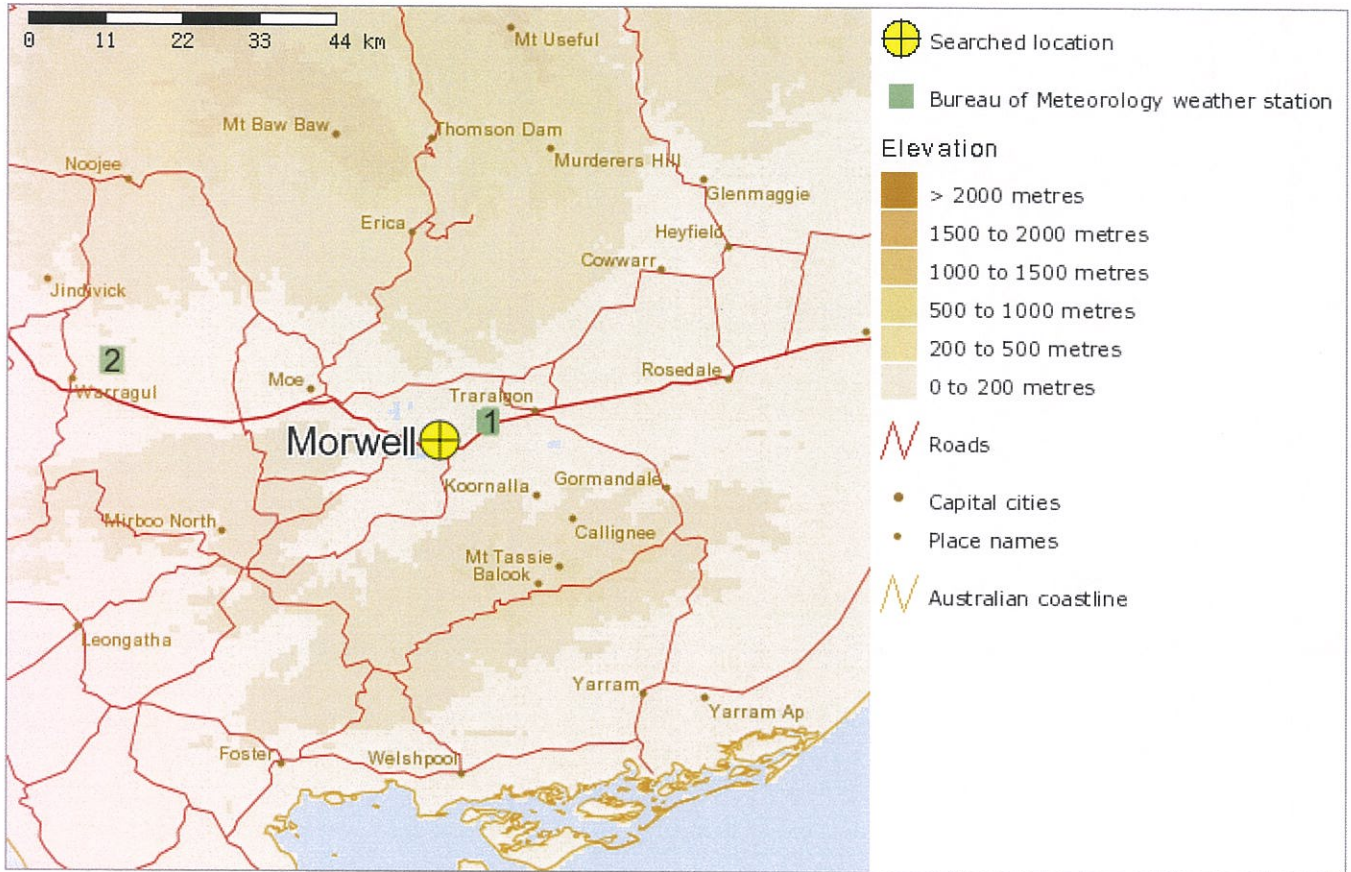 0 11 22 33 44 km
Mt Useful
Mt Baw Baw
Thomson Dam
Noojee
Murderers Hill
Glenmaggie
Erica
Heyfield
Cowwarr
Jindivick
2
Warragul
Moe
Rosedale
Traralgon
1
Morwell
Koornalla
Gormandale
Mirboo North
Callignee
Mt Tassie
Balook
Leongatha
Yarram
Yarram Ap
Foster
Welshpool
Searched location
Bureau of Meteorology weather station
Elevation
> 2000 metres
1500 to 2000 metres
1000 to 1500 metres
500 to 1000 metres
200 to 500 metres
0 to 200 metres
Roads
Capital cities
Place names
Australian coastline